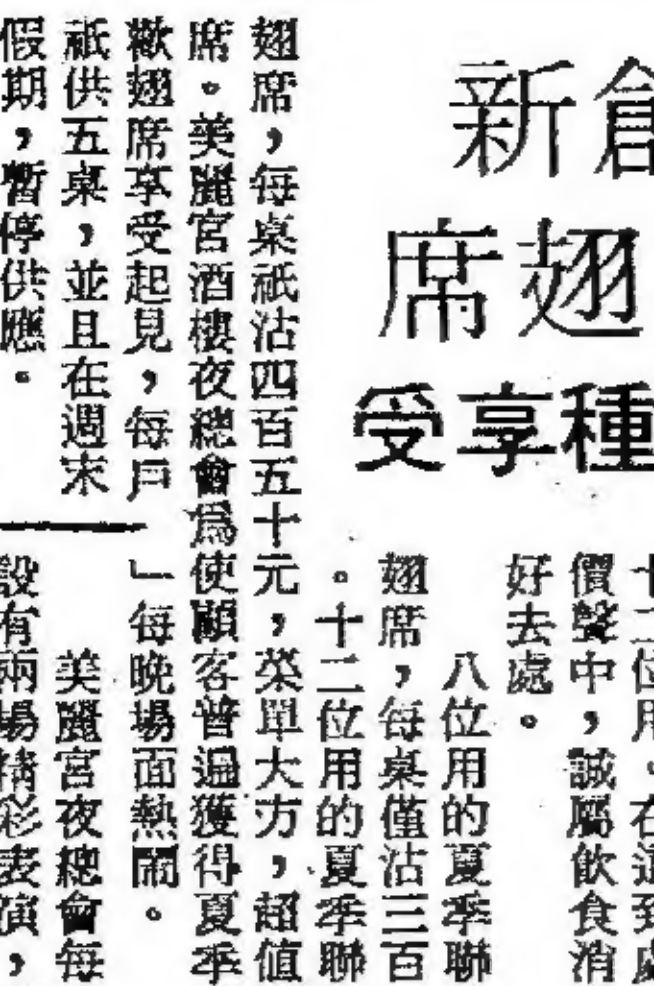 創新
翅席
種享受
十二位用。在這到處
價聲中，誠屬飲食消
好去處。
八位用的夏季聯
翅席，每桌僅沽三百
。十二位用的夏季聯
翅席，每桌祇沽四百五十元，菜單大方，超值
席。美麗宮酒樓夜總會爲使顧客普遍獲得夏季
歡翅席享受起見，每戶
祇供五桌，並且在週末
假期，暫停供應。
」每晚場面熱鬧。
美麗宮夜總會每
設有兩場精彩表演，